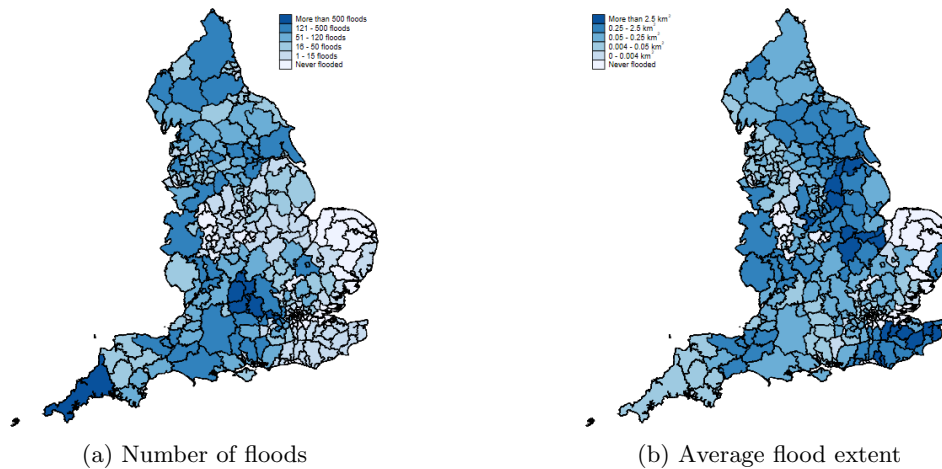 More than 500 floods
121 - 500 floods
51 - 120 floods
16 - 50 floods
1 - 15 floods
Never flooded
More than 2.5 km²
0.25 - 2.5 km²
0.05 - 0.25 km²
0.004 - 0.05 km²
0 - 0.004 km²
Never flooded
(a) Number of floods
(b) Average flood extent